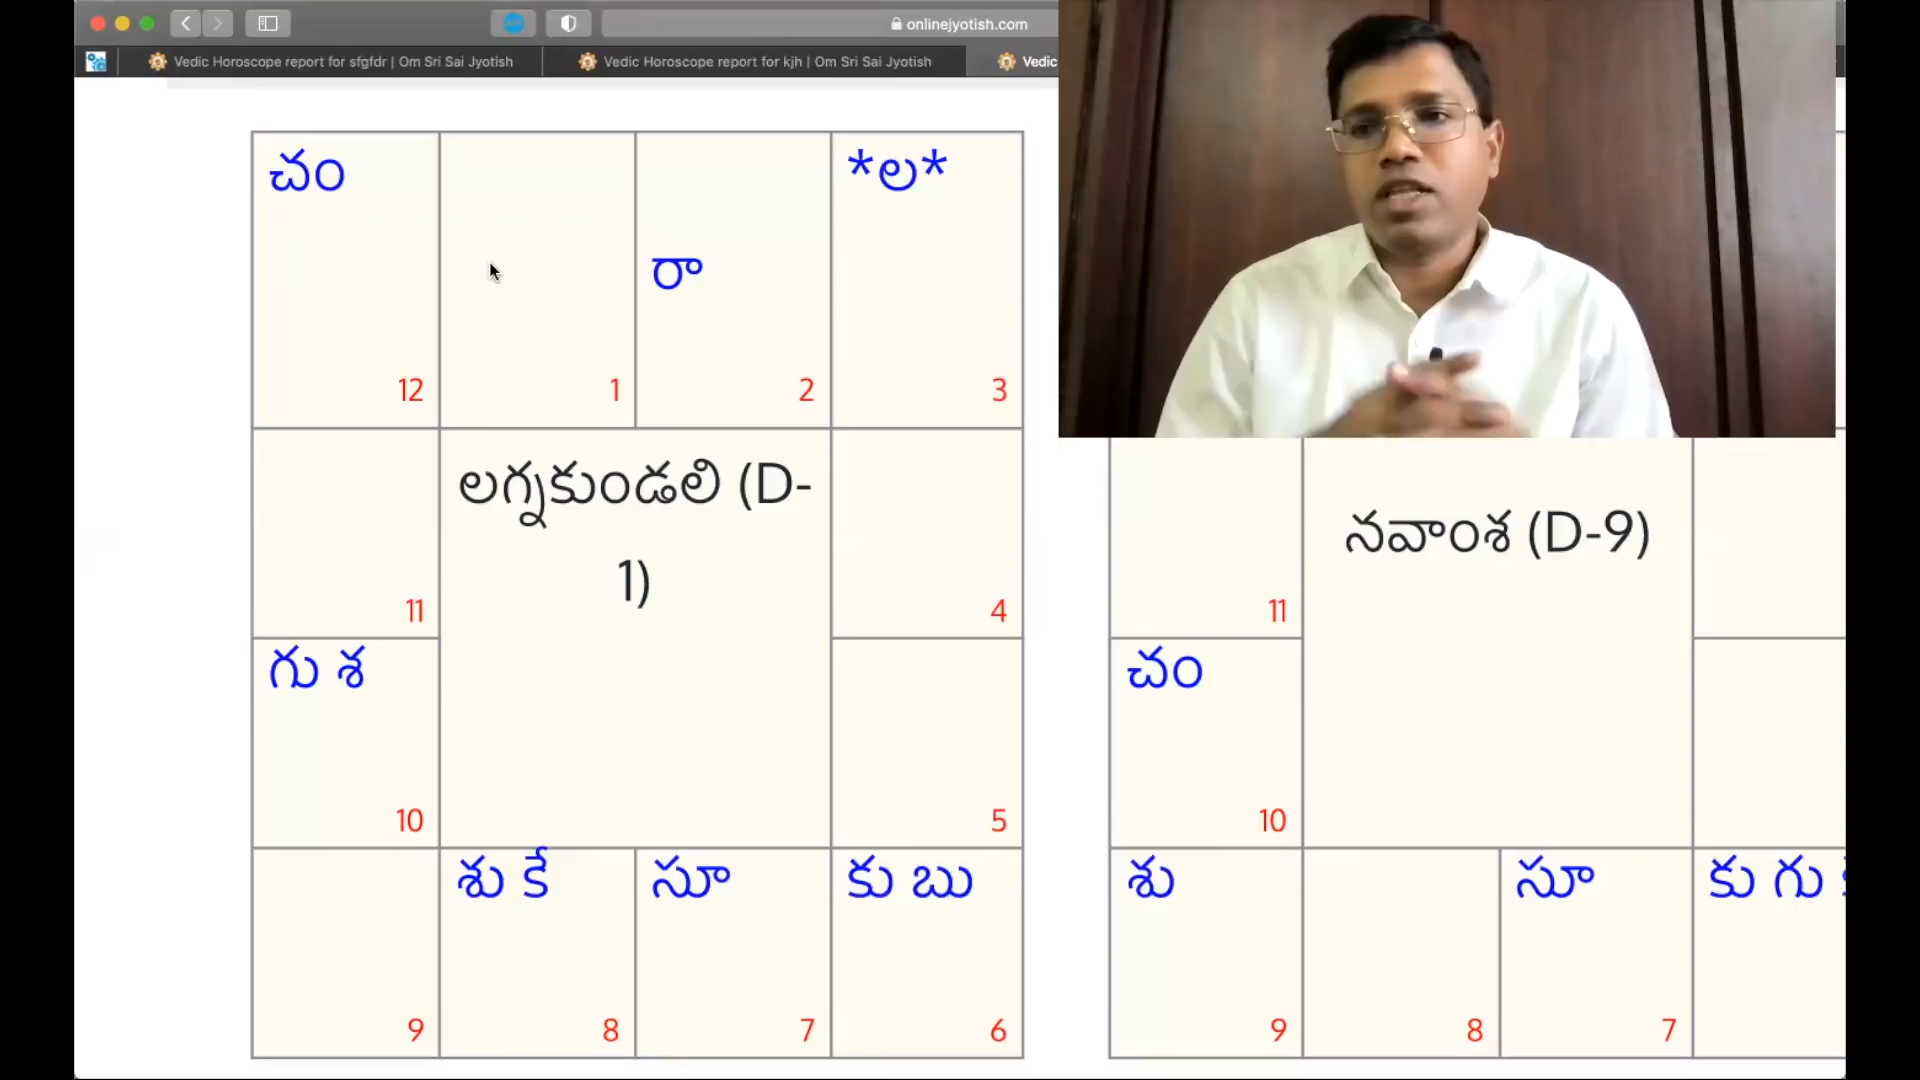 onlinejyotish.com
Vedic Horoscope report for sfgfdr | Om Sri Sai Jyotish
Vedic Horoscope report for kjh | Om Sri Sai Jyotish
Vedic
చం
*ల*
రా
12
1
2
3
లగ్నకుండలి (D-
1)
11
4
గు శ
10
5
శు కే
సూ
కు బు
9
8
7
6
నవాంశ (D-9)
11
చం
10
శు
సూ
కు గు
9
8
7